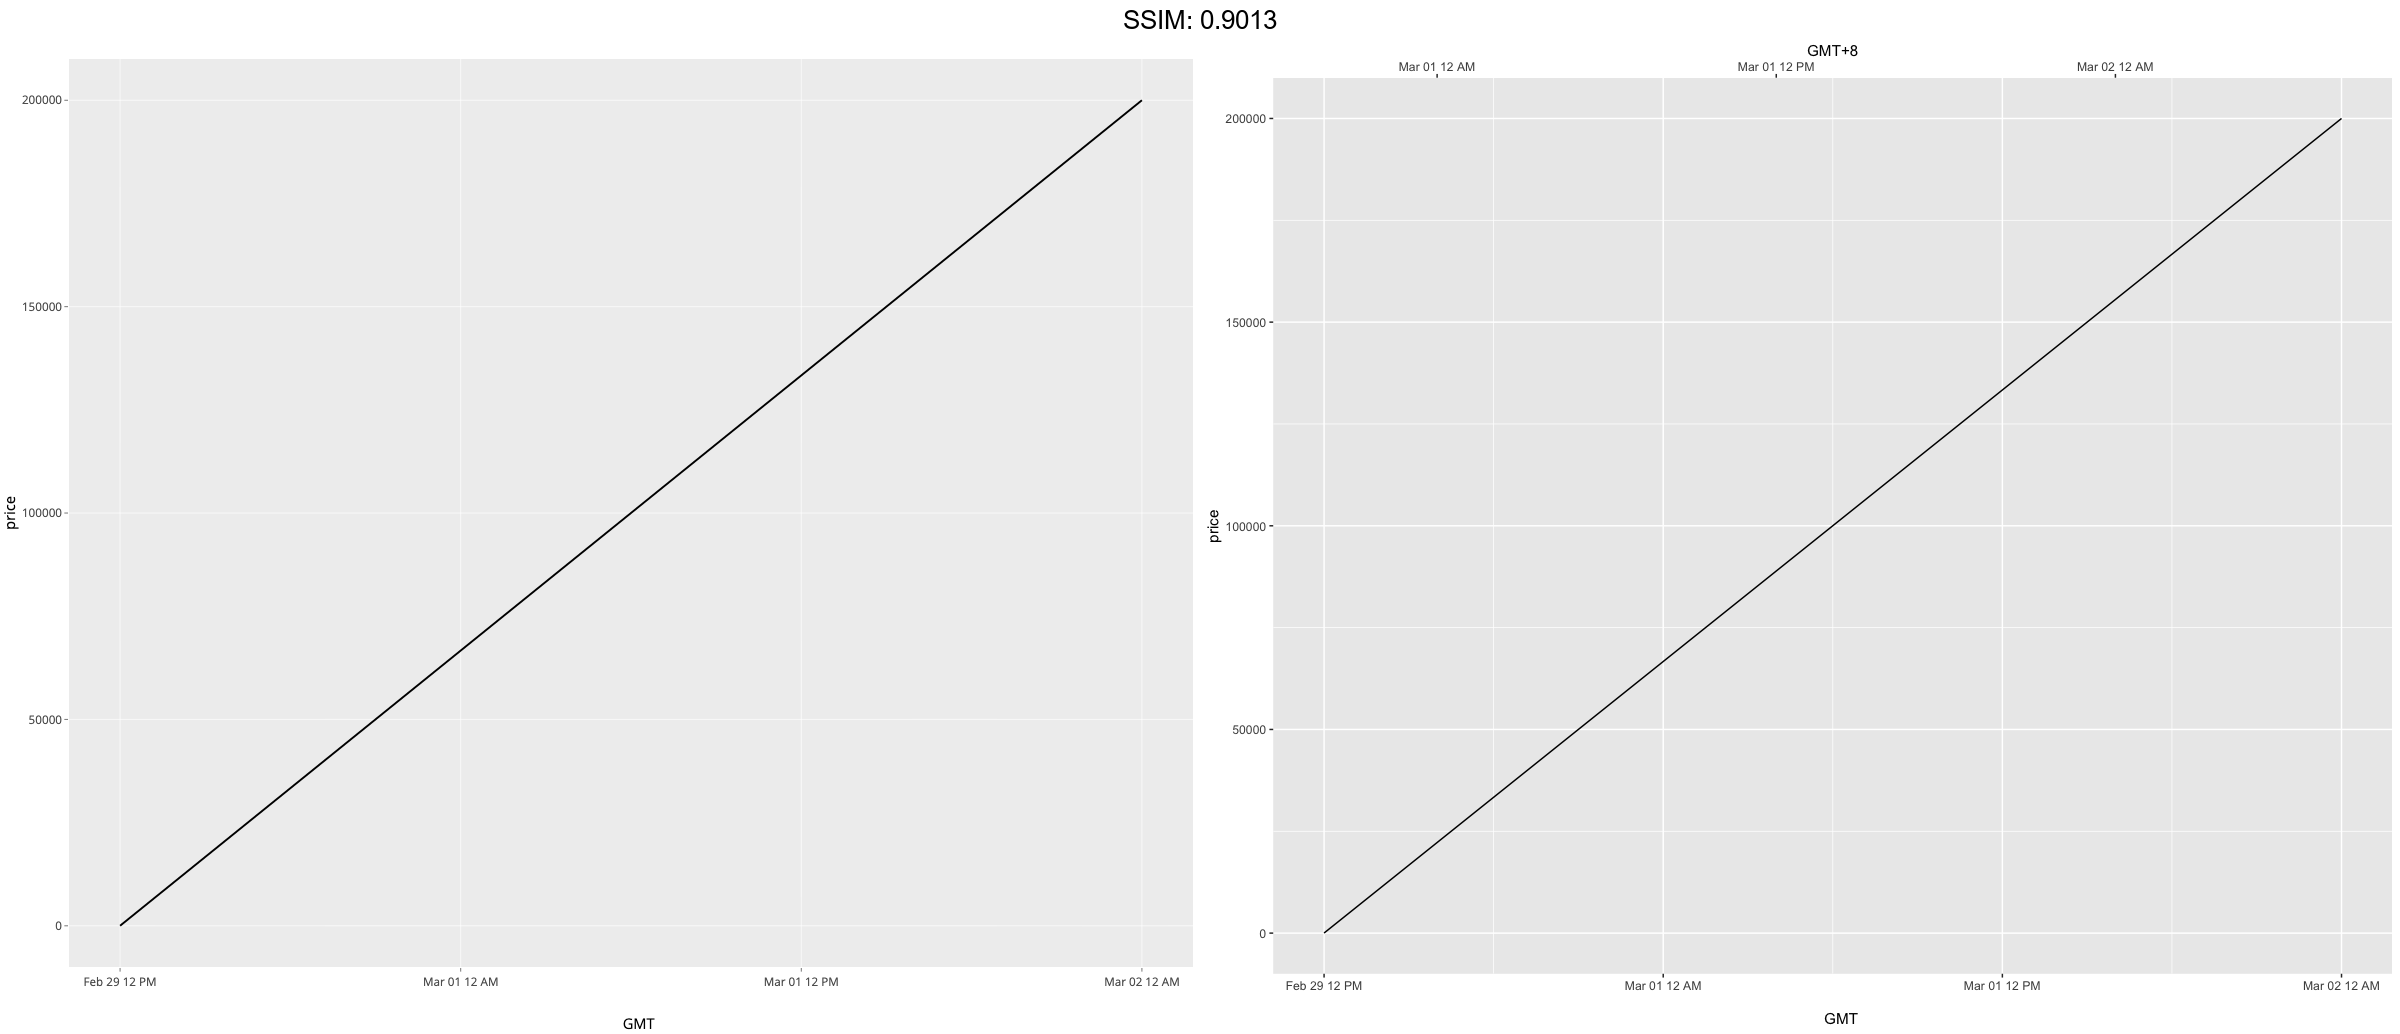 SSIM: 0.9013
200000
150000
100000
50000
0
price
Feb 29 12 PM
Mar 01 12 AM
Mar 01 12 PM
Mar 02 12 AM
GMT
GMT+8
Mar 01 12 AM
Mar 01 12 PM
Mar 02 12 AM
200000
150000
100000
50000
0
price
Feb 29 12 PM
Mar 01 12 AM
Mar 01 12 PM
Mar 02 12 AM
GMT